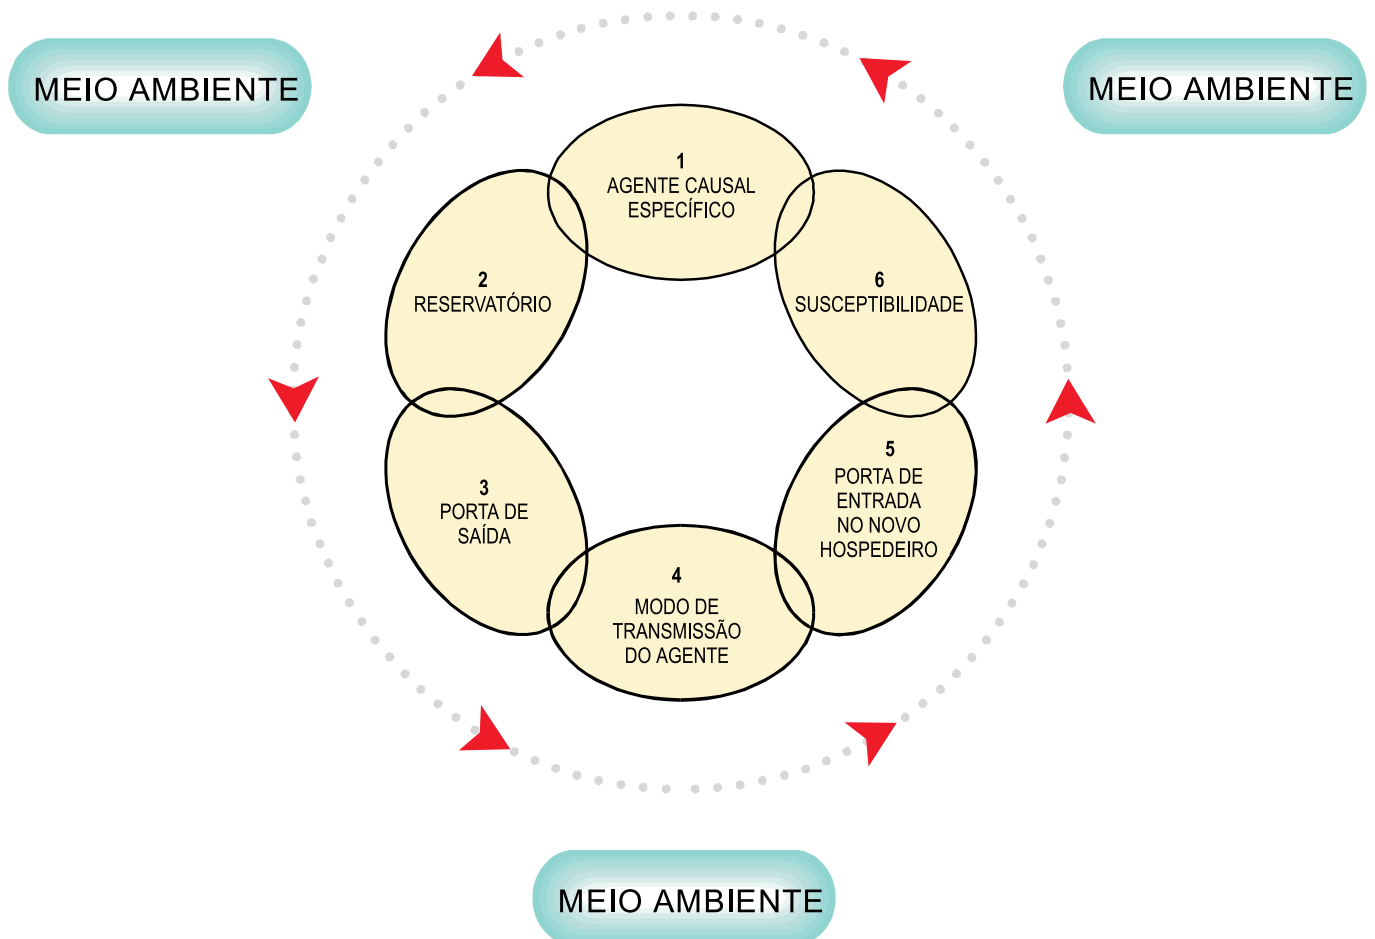 MEIO AMBIENTE
MEIO AMBIENTE
1
AGENTE CAUSAL
ESPECÍFICO
2
RESERVATÓRIO
6
SUSCEPTIBILIDADE
3
PORTA DE
SAÍDA
5
PORTA DE
ENTRADA
NO NOVO
HOSPEDEIRO
4
MODO DE
TRANSMISSÃO
DO AGENTE
MEIO AMBIENTE